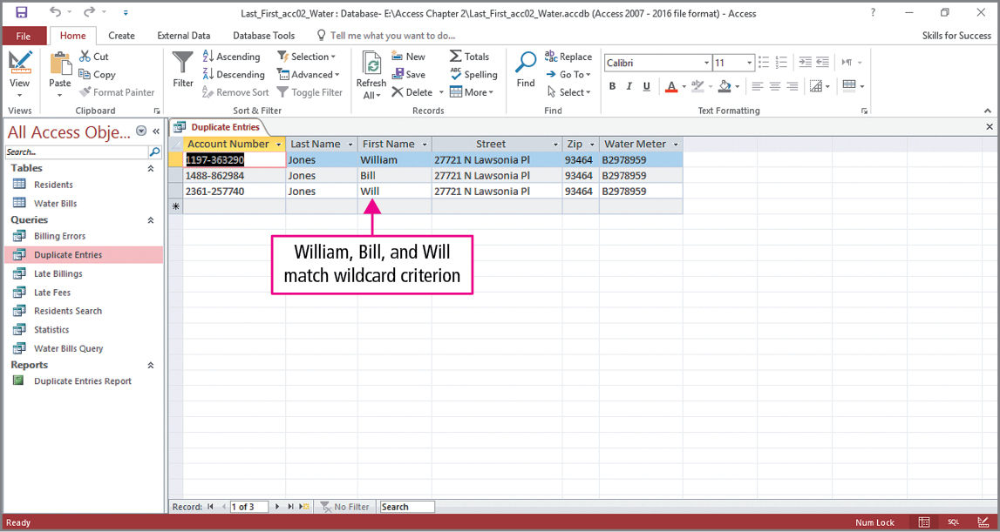 Last_First_acc02_Water : Database- E:\Access Chapter 2\Last_First_acc02_Water.accdb (Access 2007 - 2016 file format) - Access
?
File Home Create External Data Database Tools Tell me what you want to do... Skills for Success
View
Paste
Cut
Copy
Format Painter
Filter
Ascending
Descending
Remove Sort
Selection
Advanced
Toggle Filter
Refresh
All
New
Save
Delete
Totals
Spelling
More
Find
Replace
Go To
Select
Calibri 11
B I U A
Views Clipboard Sort & Filter Records Find Text Formatting
All Access Obje...
Search...
Tables
Residents
Water Bills
Queries
Billing Errors
Duplicate Entries
Late Billings
Late Fees
Residents Search
Statistics
Water Bills Query
Reports
Duplicate Entries Report
Duplicate Entries
Account Number Last Name First Name Street Zip Water Meter
1197-363290 Jones William 27721 N Lawsonia Pl 93464 B2978959
1488-862984 Jones Bill 27721 N Lawsonia Pl 93464 B2978959
2361-257740 Jones Will 27721 N Lawsonia Pl 93464 B2978959
William, Bill, and Will
match wildcard criterion
Record: 1 of 3 No Filter Search
Ready Num Lock SQL